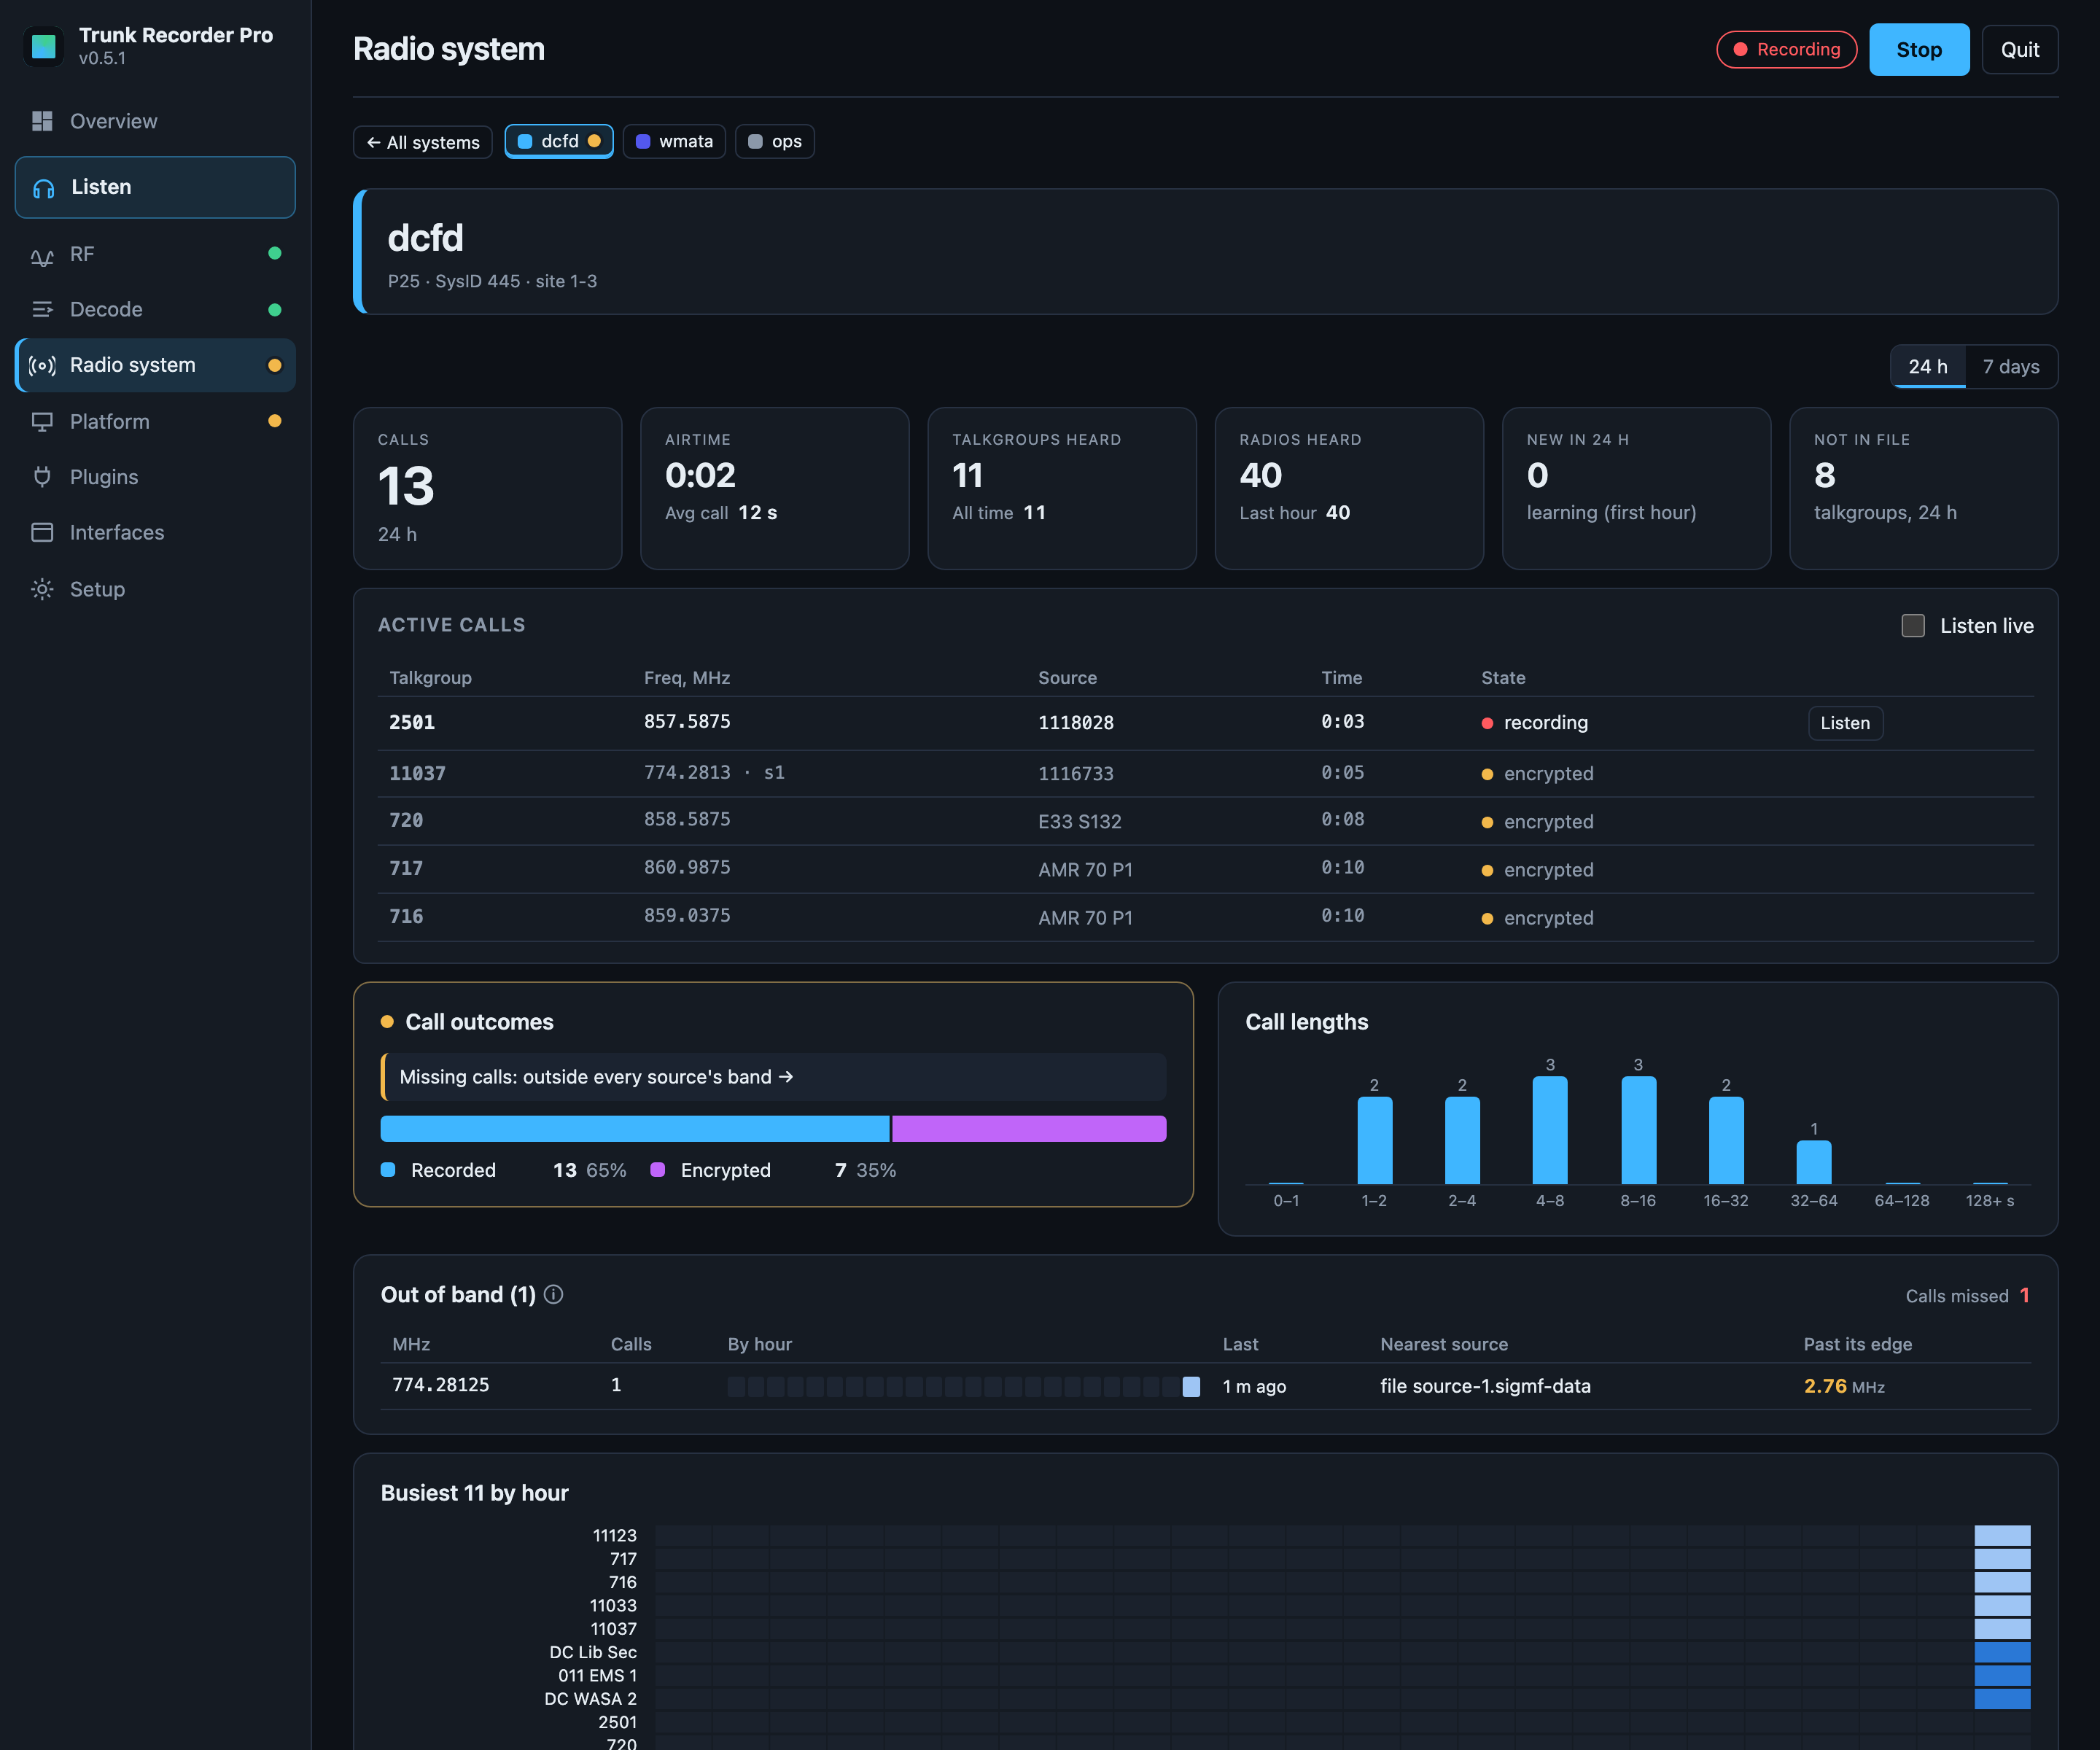 Trunk Recorder Pro
v0.5.1
Overview
Listen
RF
Decode
Radio system
Platform
Plugins
Interfaces
Setup
Radio system
Recording
Stop
Quit
← All systems
dcfd
wmata
ops
dcfd
P25 · SysID 445 · site 1-3
24 h
7 days
CALLS
13
24 h
AIRTIME
0:02
Avg call 12 s
TALKGROUPS HEARD
11
All time 11
RADIOS HEARD
40
Last hour 40
NEW IN 24 H
0
learning (first hour)
NOT IN FILE
8
talkgroups, 24 h
ACTIVE CALLS
Listen live
Talkgroup Freq, MHz Source Time State
2501 857.5875 1118028 0:03 recording Listen
11037 774.2813 · s1 1116733 0:05 encrypted
720 858.5875 E33 S132 0:08 encrypted
717 860.9875 AMR 70 P1 0:10 encrypted
716 859.0375 AMR 70 P1 0:10 encrypted
Call outcomes
Missing calls: outside every source's band →
Recorded 13 65% Encrypted 7 35%
Call lengths
2 2 3 3 2 1
0–1 1–2 2–4 4–8 8–16 16–32 32–64 64–128 128+ s
Out of band (1)
Calls missed 1
MHz Calls By hour Last Nearest source Past its edge
774.28125 1 1 m ago file source-1.sigmf-data 2.76 MHz
Busiest 11 by hour
11123
717
716
11033
11037
DC Lib Sec
011 EMS 1
DC WASA 2
2501
720